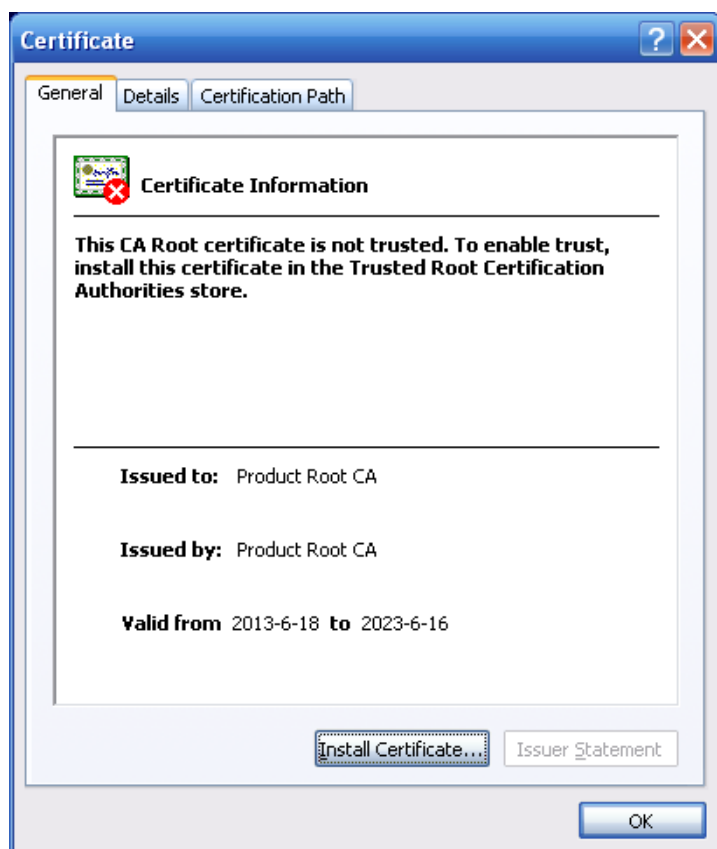 Certificate
General Details Certification Path
Certificate Information
This CA Root certificate is not trusted. To enable trust,
install this certificate in the Trusted Root Certification
Authorities store.
Issued to: Product Root CA
Issued by: Product Root CA
Valid from 2013-6-18 to 2023-6-16
Install Certificate... Issuer Statement
OK